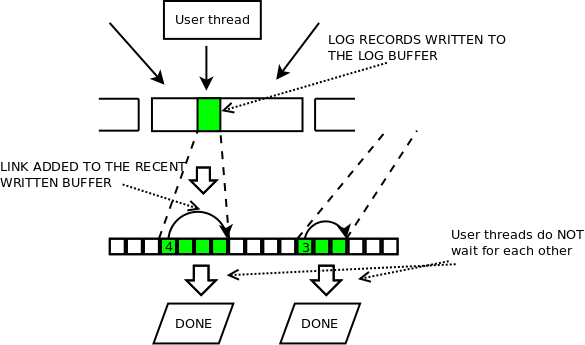 User thread
LOG RECORDS WRITTEN TO
THE LOG BUFFER
LINK ADDED TO THE RECENT
WRITTEN BUFFER
4
3
User threads do NOT
wait for each other
DONE
DONE